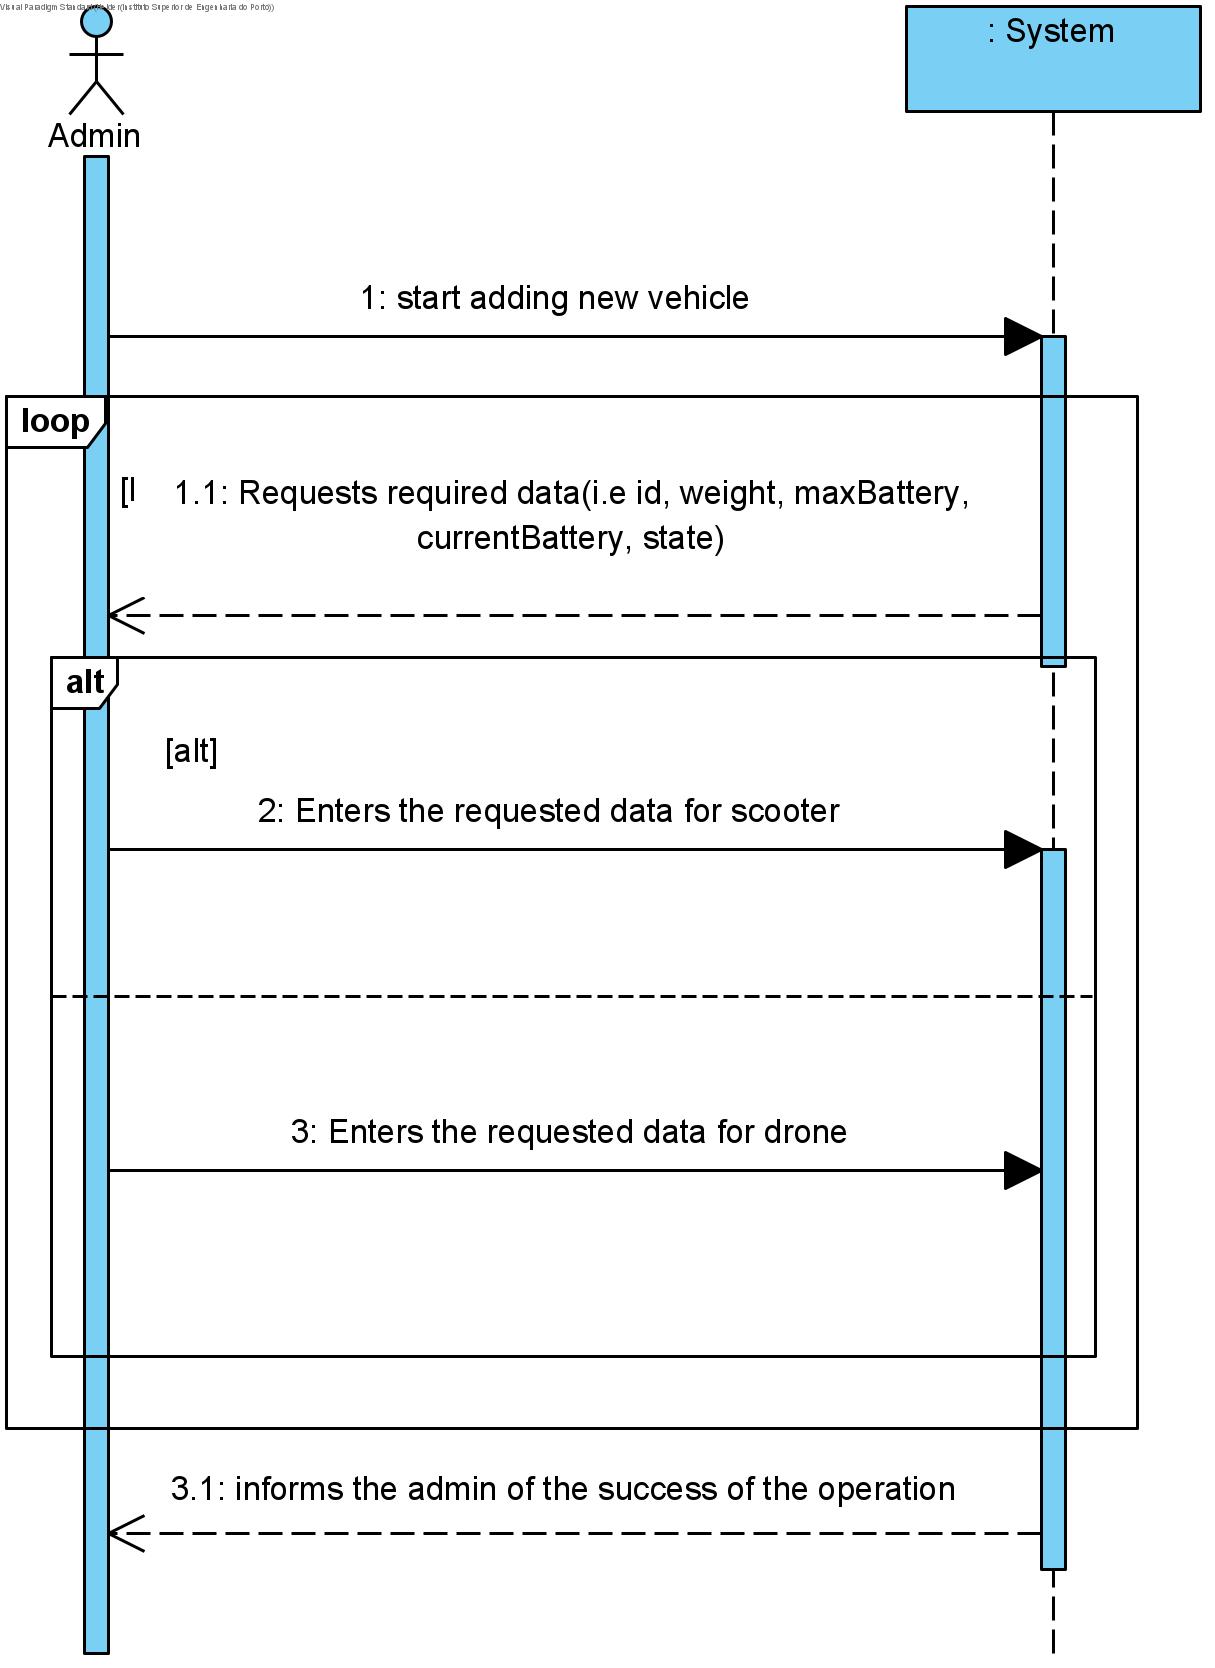 Visual Paradigm Standard (Instituto Superior de Engenharia do Porto))
: System
Admin
1: start adding new vehicle
loop
[l
1.1: Requests required data(i.e id, weight, maxBattery,
currentBattery, state)
alt
[alt]
2: Enters the requested data for scooter
3: Enters the requested data for drone
3.1: informs the admin of the success of the operation